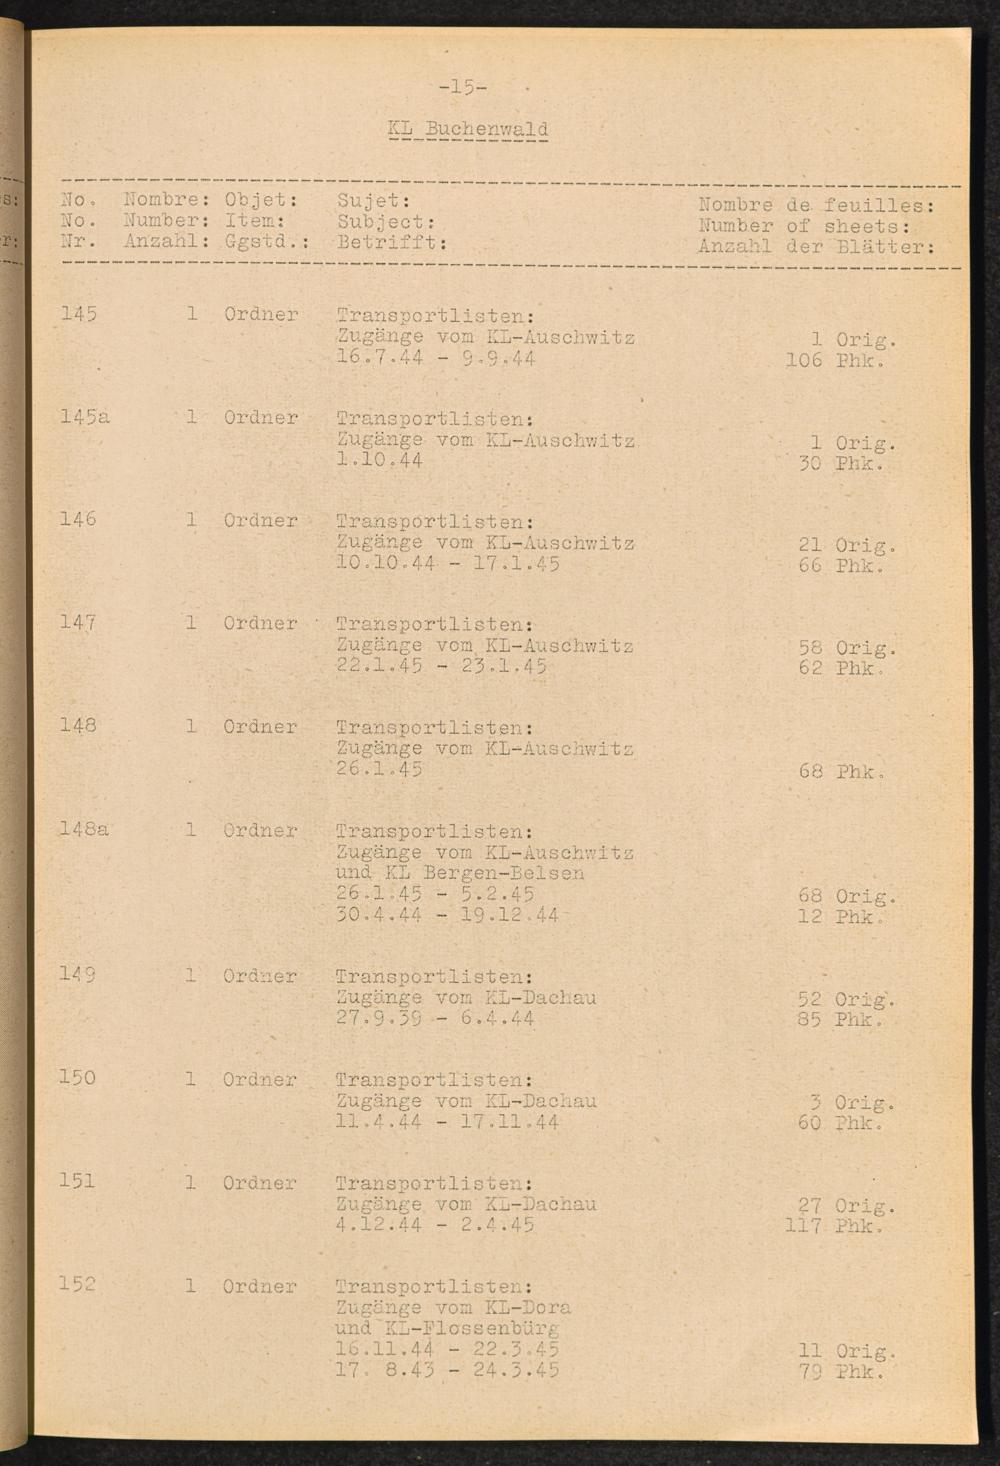 -15-
KL Buchenwald
No. Nombre: Objet: Sujet: Nombre de feuilles:
No. Number: Item: Subject: Number of sheets:
Nr. Anzahl: Ggstd.: Betrifft: Anzahl der Blätter:
145 1 Ordner Transportlisten:
Zugänge vom KL-Auschwitz 1 Orig.
16.7.44 - 9.9.44 106 Phk.
145a 1 Ordner Transportlisten:
Zugänge vom KL-Auschwitz 1 Orig.
1.10.44 30 Phk.
146 1 Ordner Transportlisten:
Zugänge vom KL-Auschwitz 21 Orig.
10.10.44 - 17.1.45 66 Phk.
147 1 Ordner Transportlisten:
Zugänge vom KL-Auschwitz 58 Orig.
22.1.45 - 23.1.45 62 Phk.
148 1 Ordner Transportlisten:
Zugänge vom KL-Auschwitz
26.1.45 68 Phk.
148a 1 Ordner Transportlisten:
Zugänge vom KL-Auschwitz
und KL Bergen-Belsen
26.1.45 - 5.2.45 68 Orig.
30.4.44 - 19.12.44 12 Phk.
149 1 Ordner Transportlisten:
Zugänge vom KL-Dachau 52 Orig.
27.9.39 - 6.4.44 85 Phk.
150 1 Ordner Transportlisten:
Zugänge vom KL-Dachau 3 Orig.
11.4.44 - 17.11.44 60 Phk.
151 1 Ordner Transportlisten:
Zugänge vom KL-Dachau 27 Orig.
4.12.44 - 2.4.45 117 Phk.
152 1 Ordner Transportlisten:
Zugänge vom KL-Dora
und KL-Flossenbürg
16.11.44 - 22.3.45 11 Orig.
17. 8.43 - 24.3.45 79 Phk.